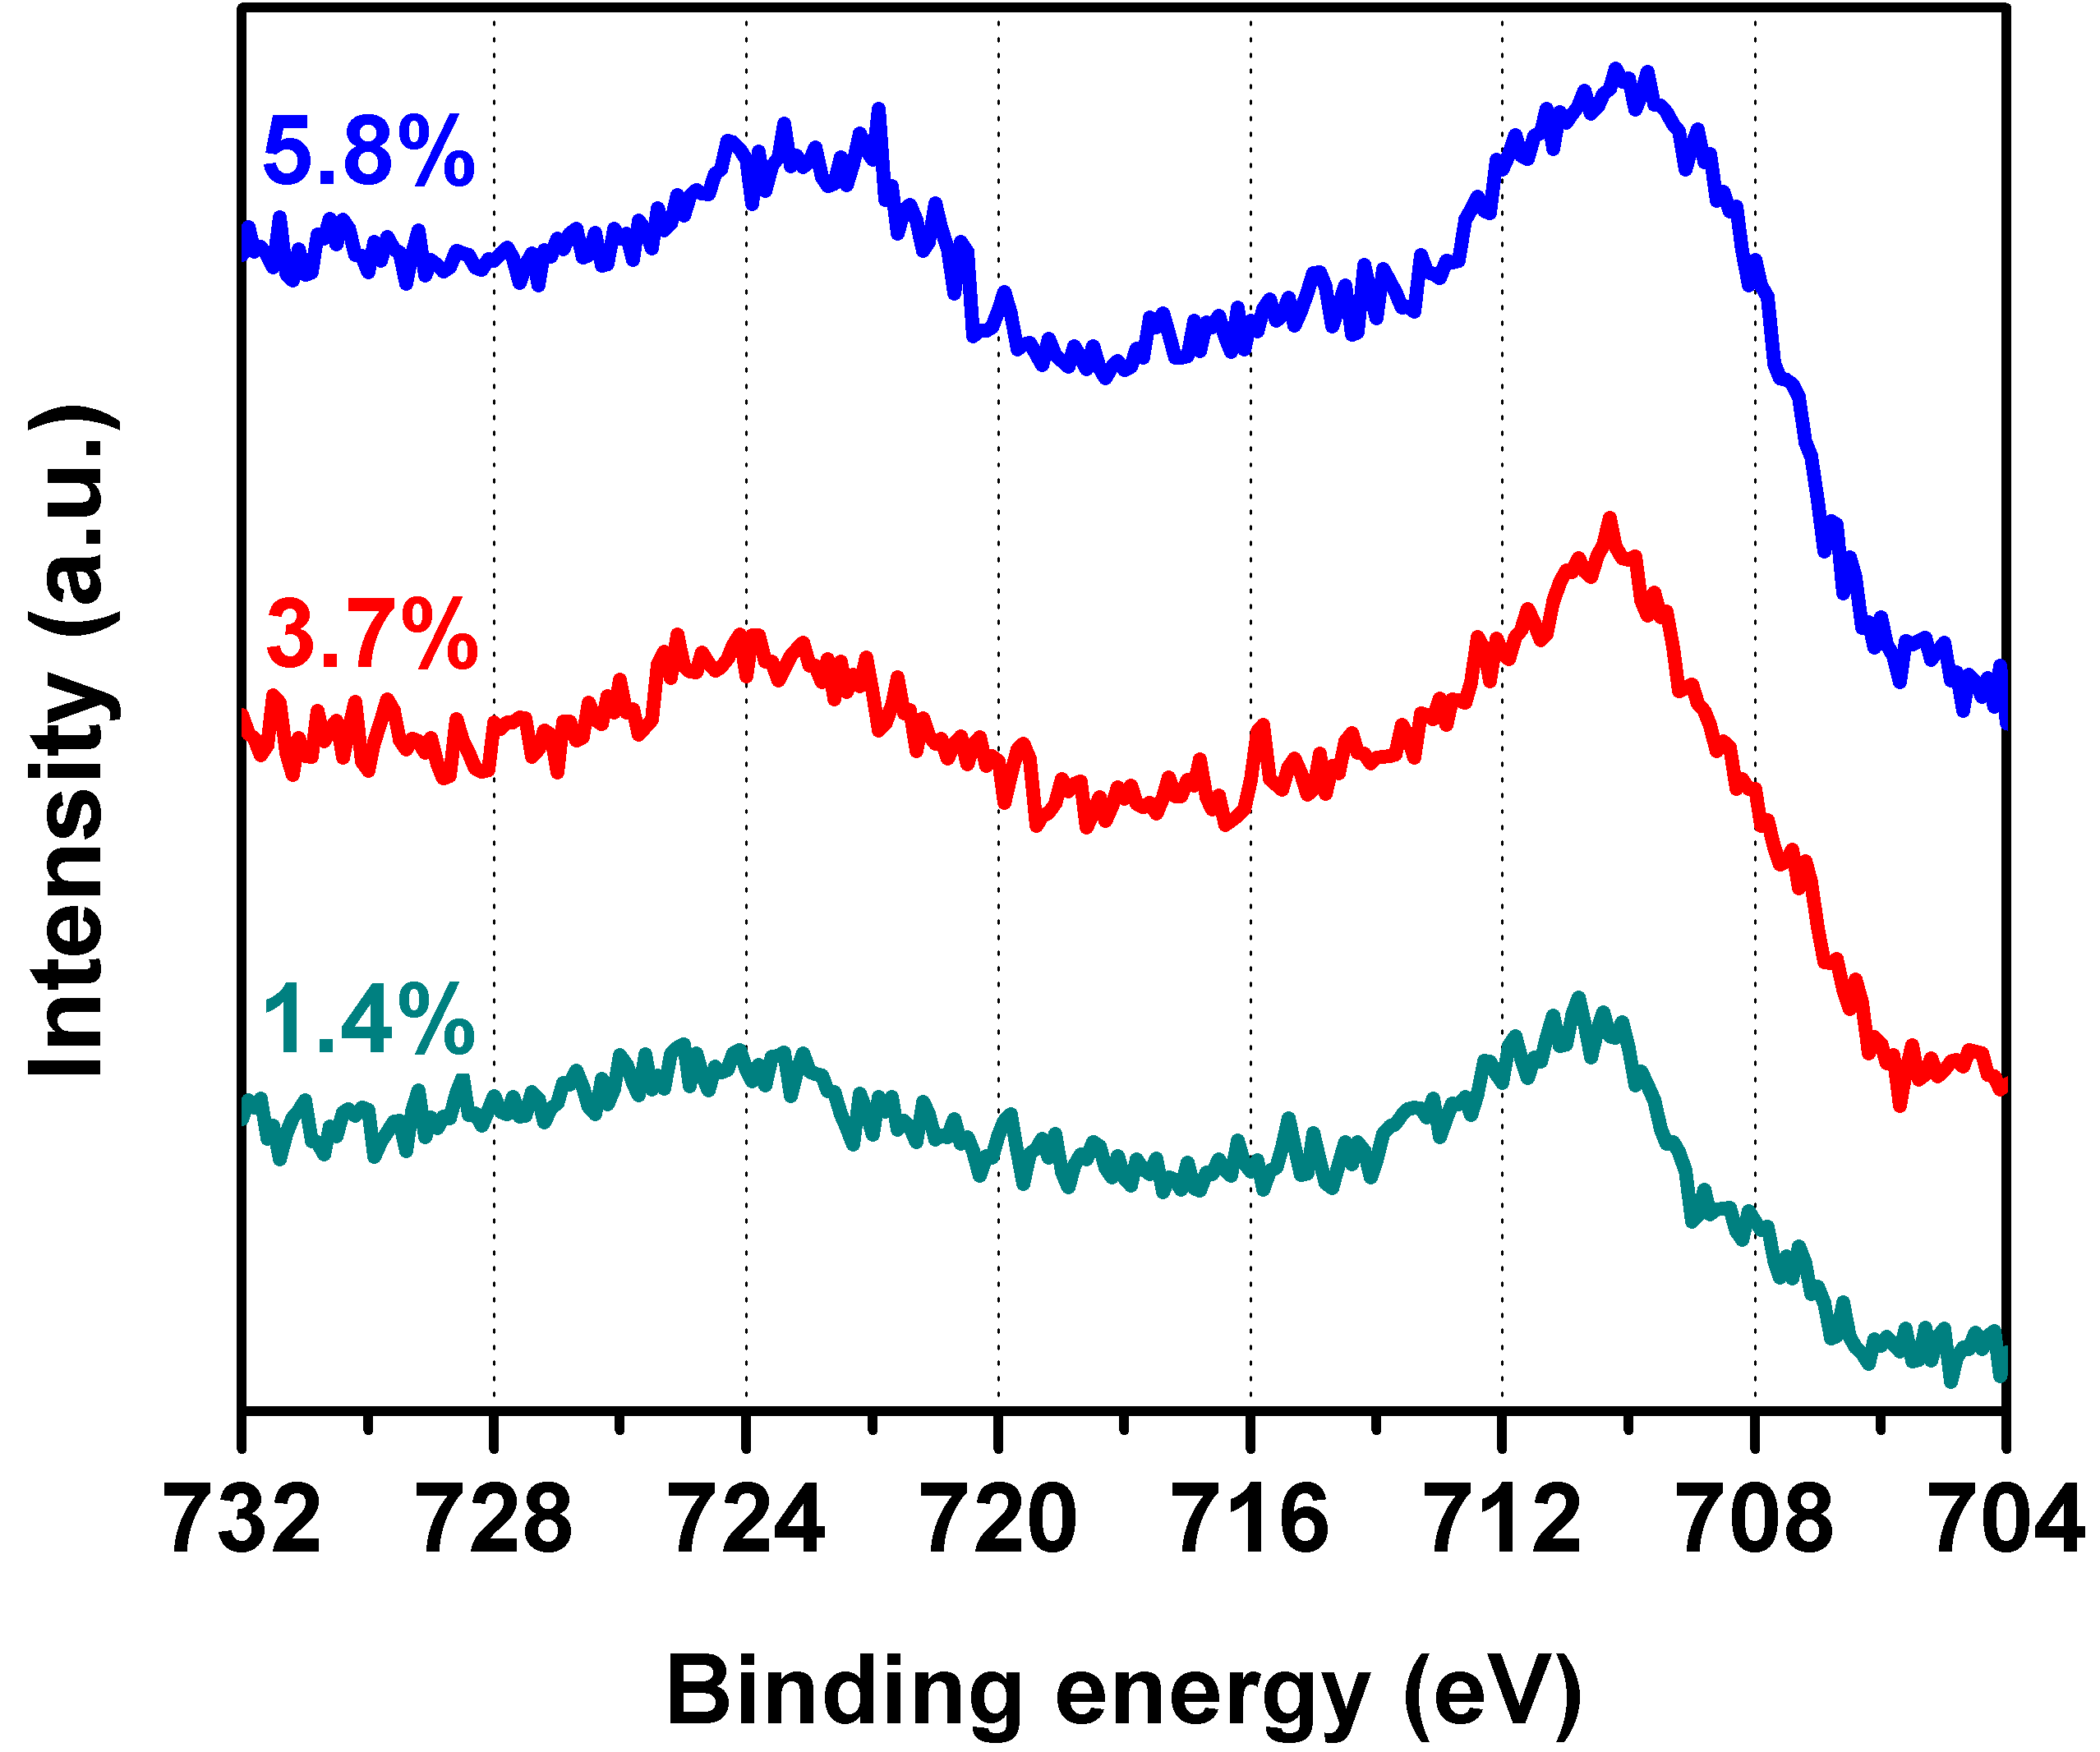 5.8%
3.7%
1.4%
Intensity (a.u.)
732 728 724 720 716 712 708 704
Binding energy (eV)